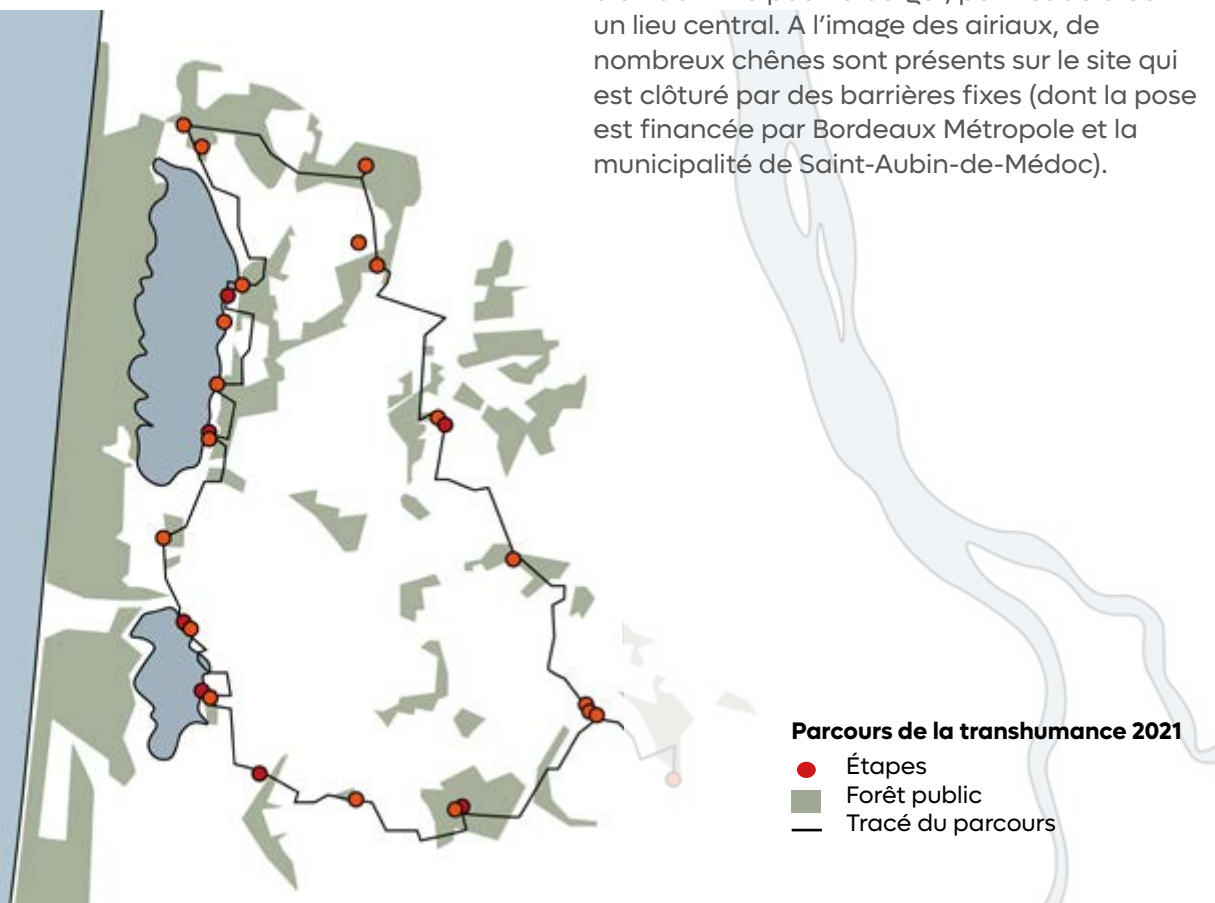 un lieu central. A l’image des airiaux, de
nombreux chênes sont présents sur le site qui
est clôturé par des barrières fixes (dont la pose
est financée par Bordeaux Métropole et la
municipalité de Saint-Aubin-de-Médoc).
Parcours de la transhumance 2021
Étapes
Forêt public
Tracé du parcours